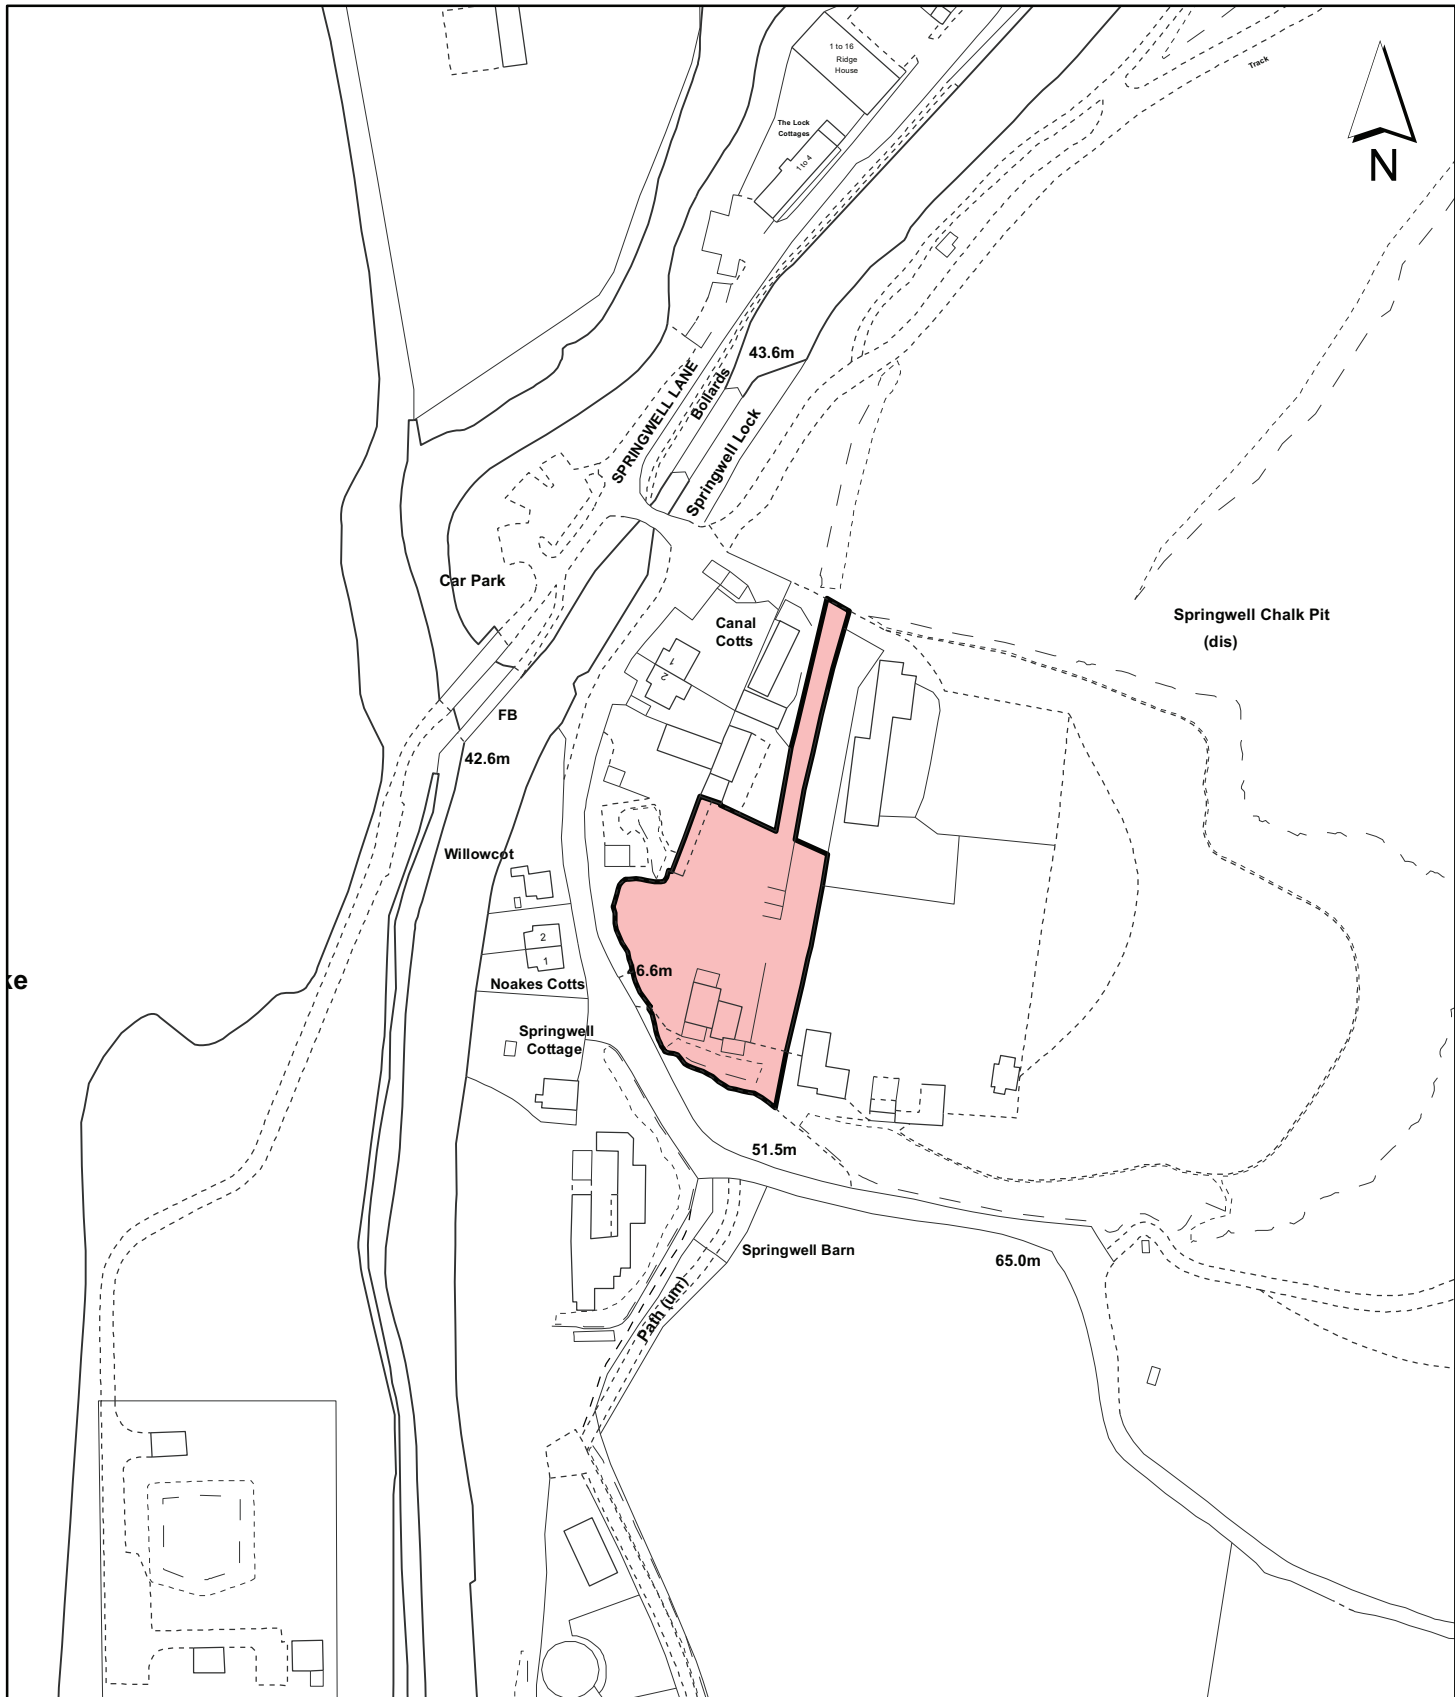 1 to 16
Ridge
House
Track
N
The Lock
Cottages
1 to 4
43.6m
SPRINGWELL LANE
Bollards
Springwell Lock
Car Park
Canal
Cotts
Springwell Chalk Pit
(dis)
1
2
FB
42.6m
Willowcot
2
1
46.6m
ke
Noakes Cotts
Springwell
Cottage
51.5m
Springwell Barn
65.0m
Path (um)